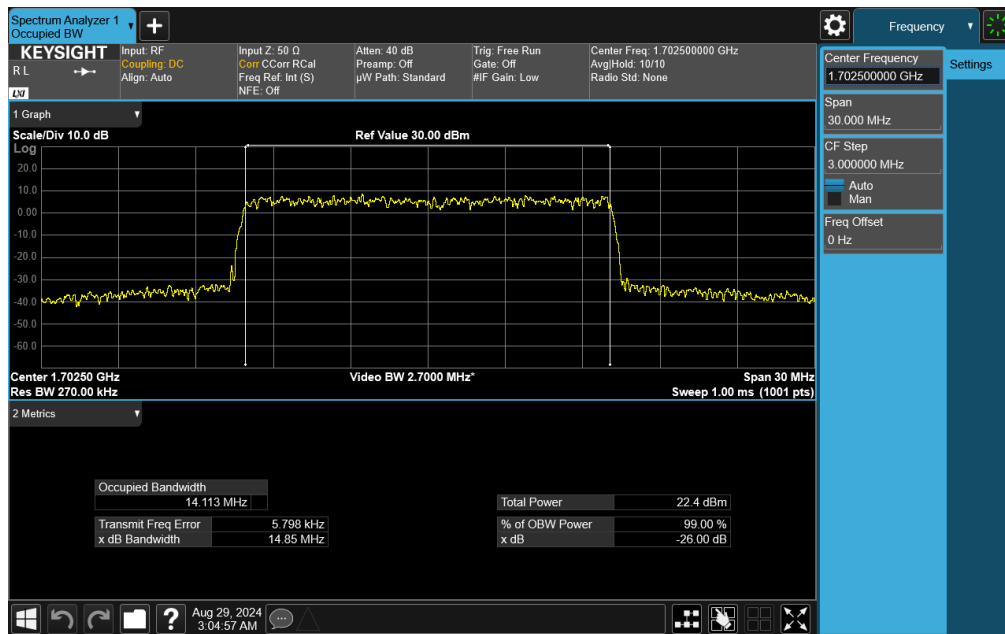 Spectrum Analyzer 1
Occupied BW
▼
+
Frequency
▼
KEYSIGHT
R L
LXI
Input: RF
Coupling: DC
Align: Auto
Input Z: 50 Ω
Corr CCorr RCal
Freq Ref: Int (S)
NFE: Off
Atten: 40 dB
Preamp: Off
µW Path: Standard
Trig: Free Run
Gate: Off
#IF Gain: Low
Center Freq: 1.702500000 GHz
Avg|Hold: 10/10
Radio Std: None
Center Frequency
1.702500000 GHz
Settings
Span
30.000 MHz
CF Step
3.000000 MHz
Auto
Man
Freq Offset
0 Hz
1 Graph
▼
Scale/Div 10.0 dB
Ref Value 30.00 dBm
Log
20.0
10.0
0.00
-10.0
-20.0
-30.0
-40.0
-50.0
-60.0
Center 1.70250 GHz
Video BW 2.7000 MHz*
Span 30 MHz
Res BW 270.00 kHz
Sweep 1.00 ms (1001 pts)
2 Metrics
▼
Occupied Bandwidth
14.113 MHz
Total Power 22.4 dBm
Transmit Freq Error 5.798 kHz
% of OBW Power 99.00 %
x dB Bandwidth 14.85 MHz
x dB -26.00 dB
?
Aug 29, 2024
3:04:57 AM